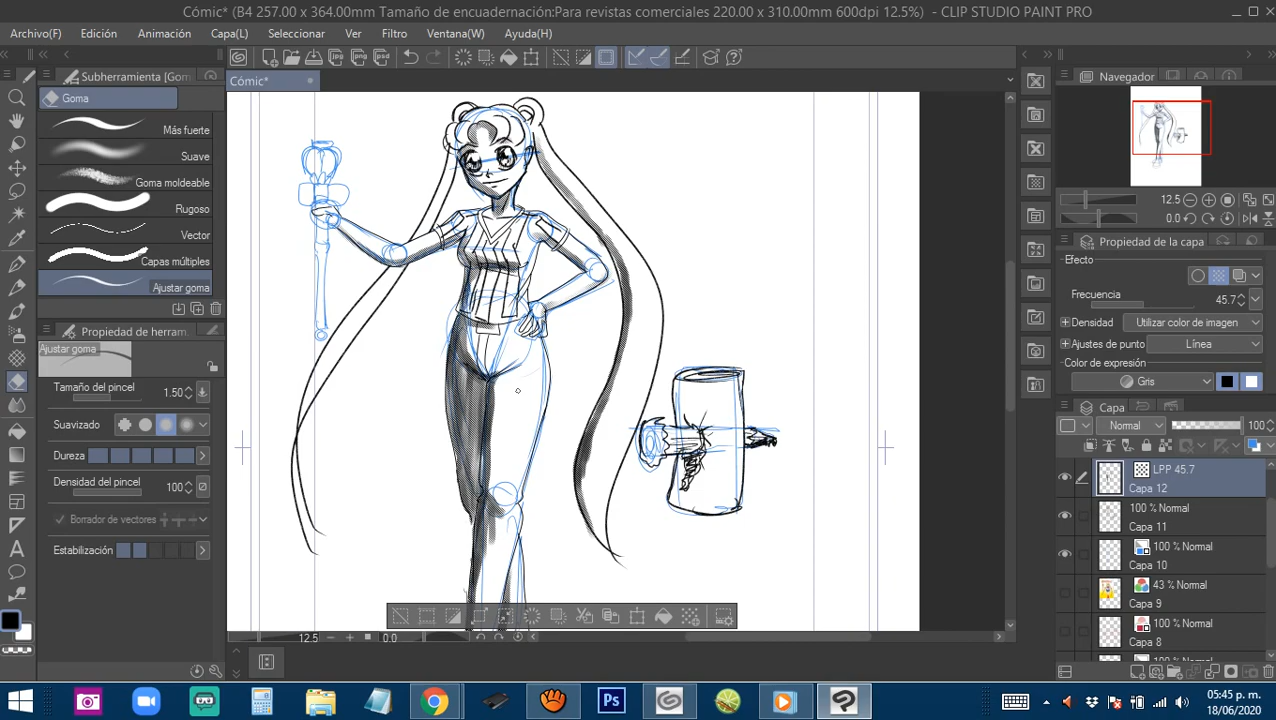 Cómic* (B4 257.00 x 364.00mm Tamaño de encuadernación:Para revistas comerciales 220.00 x 310.00mm 600dpi 12.5%) - CLIP STUDIO PAINT PRO
Archivo(F) Edición Animación Capa(L) Seleccionar Ver Filtro Ventana(W) Ayuda(H)
Subherramienta [Goma
Cómic*
Navegador
Goma
Más fuerte
Suave
Goma moldeable
Rugoso
Vector
Capas múltiples
Ajustar goma
Propiedad de herram.
Ajustar goma
Tamaño del pincel 1.50
Suavizado
Dureza
Densidad del pincel 100
Borrador de vectores
Estabilización
12.5 0.0
12.5
0.0
Propiedad de la capa
Efecto
Frecuencia
45.7
Densidad Utilizar color de imagen
Ajustes de punto Línea
Color de expresión
Gris
Capa
Normal 100
LPP 45.7
Capa 12
100 % Normal
Capa 11
100 % Normal
Capa 10
43 % Normal
Capa 9
100 % Normal
Capa 8
100 % Normal
Ps
05:45 p. m.
18/06/2020